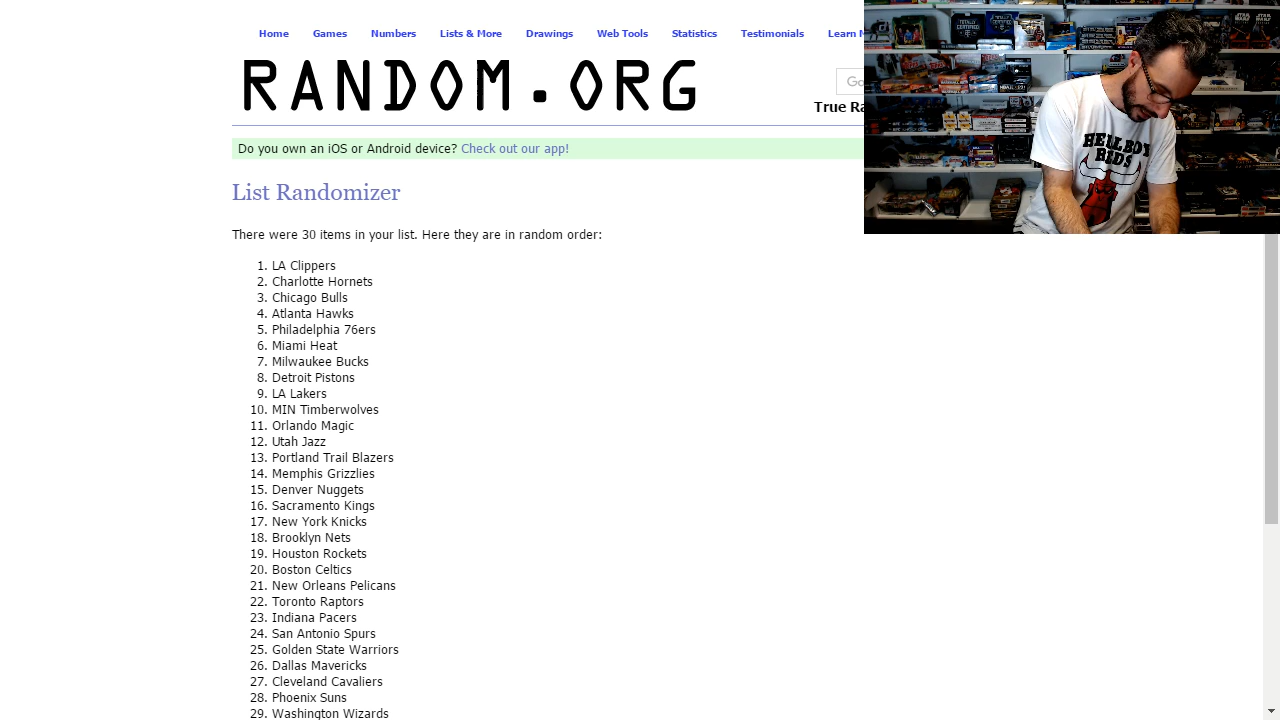 Home Games Numbers Lists & More Drawings Web Tools Statistics Testimonials Learn
RANDOM.ORG
True
Do you own an iOS or Android device? Check out our app!
HELLBOY
REDS
List Randomizer
There were 30 items in your list. Here they are in random order:
1. LA Clippers
2. Charlotte Hornets
3. Chicago Bulls
4. Atlanta Hawks
5. Philadelphia 76ers
6. Miami Heat
7. Milwaukee Bucks
8. Detroit Pistons
9. LA Lakers
10. MIN Timberwolves
11. Orlando Magic
12. Utah Jazz
13. Portland Trail Blazers
14. Memphis Grizzlies
15. Denver Nuggets
16. Sacramento Kings
17. New York Knicks
18. Brooklyn Nets
19. Houston Rockets
20. Boston Celtics
21. New Orleans Pelicans
22. Toronto Raptors
23. Indiana Pacers
24. San Antonio Spurs
25. Golden State Warriors
26. Dallas Mavericks
27. Cleveland Cavaliers
28. Phoenix Suns
29. Washington Wizards